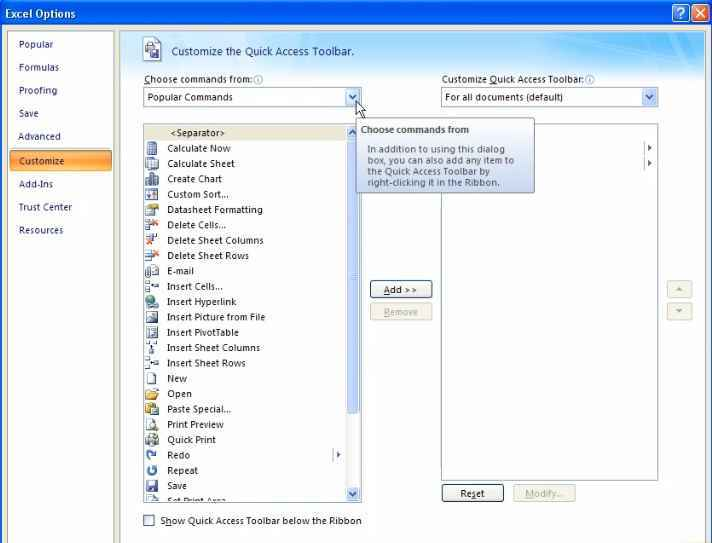 Excel Options
Popular
Formulas
Proofing
Save
Advanced
Customize
Add-Ins
Trust Center
Resources
Customize the Quick Access Toolbar.
Choose commands from:
Popular Commands
Customize Quick Access Toolbar:
For all documents (default)
Choose commands from
In addition to using this dialog
box, you can also add any item to
the Quick Access Toolbar by
right-clicking it in the Ribbon.
<Separator>
Calculate Now
Calculate Sheet
Create Chart
Custom Sort...
Datasheet Formatting
Delete Cells...
Delete Sheet Columns
Delete Sheet Rows
E-mail
Insert Cells...
Insert Hyperlink
Insert Picture from File
Insert PivotTable
Insert Sheet Columns
Insert Sheet Rows
New
Open
Paste Special...
Print Preview
Quick Print
Redo
Repeat
Save
Set Print Area
Add >>
Remove
Reset
Modify...
Show Quick Access Toolbar below the Ribbon